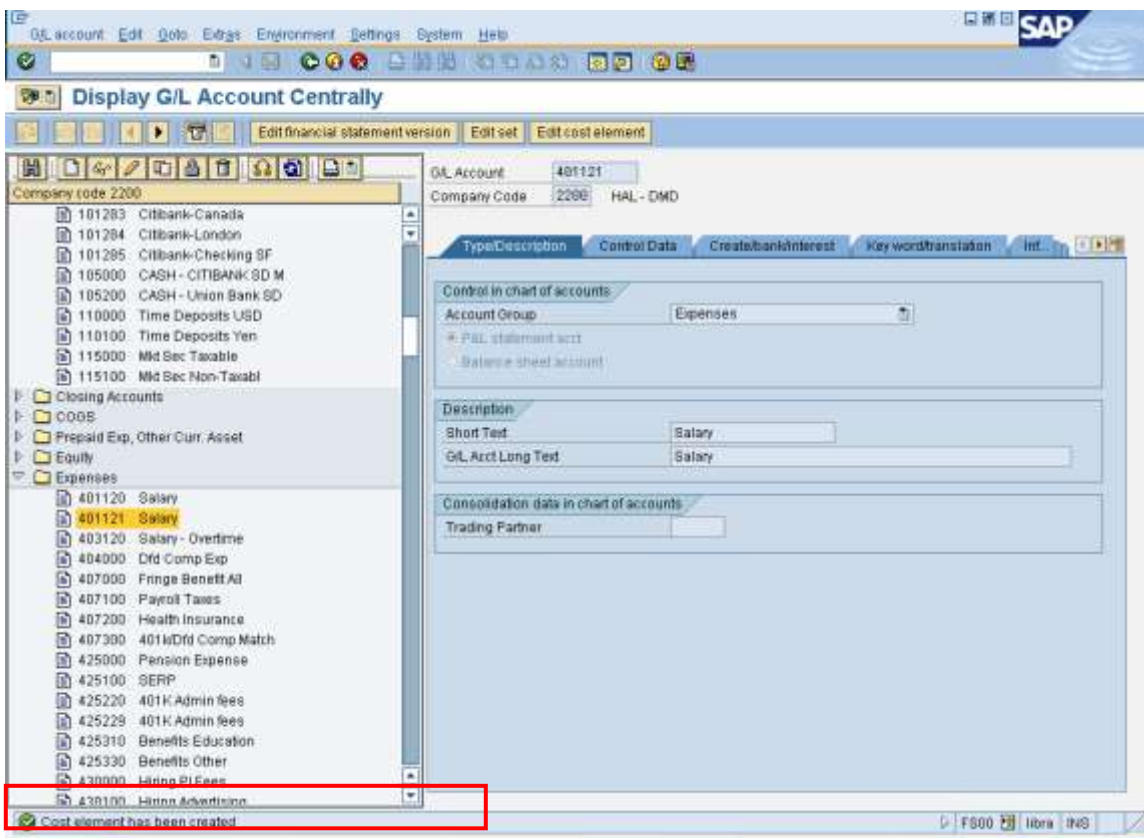 G/L account Edit Goto Extras Environment Settings System Help
SAP
Display G/L Account Centrally
Edit financial statement version Edit set Edit cost element
Company code 2200
101283 Citibank-Canada
101284 Citibank-London
101285 Citibank-Checking SF
105000 CASH - CITIBANK SD M
105200 CASH - Union Bank SD
110000 Time Deposits USD
110100 Time Deposits Yen
115000 Mkt Sec Taxable
115100 Mkt Sec Non-Taxabl
Closing Accounts
COGS
Prepaid Exp, Other Curr. Asset
Equity
Expenses
401120 Salary
401121 Salary
403120 Salary - Overtime
404000 Dfd Comp Exp
407000 Fringe Benefit All
407100 Payroll Taxes
407200 Health Insurance
407300 401k/Dfd Comp Match
425000 Pension Expense
425100 SERP
425220 401K Admin fees
425229 401K Admin fees
425310 Benefits Education
425330 Benefits Other
430000 Hiring Pl Fees
430100 Hiring Advertising
G/L Account 401121
Company Code 2200 HAL - DMD
Type/Description Control Data Create/bank/interest Key word/translation Inf...
Control in chart of accounts
Account Group Expenses
P&L statement acct
Balance sheet account
Description
Short Text Salary
G/L Acct Long Text Salary
Consolidation data in chart of accounts
Trading Partner
Cost element has been created
FS00 libra INS